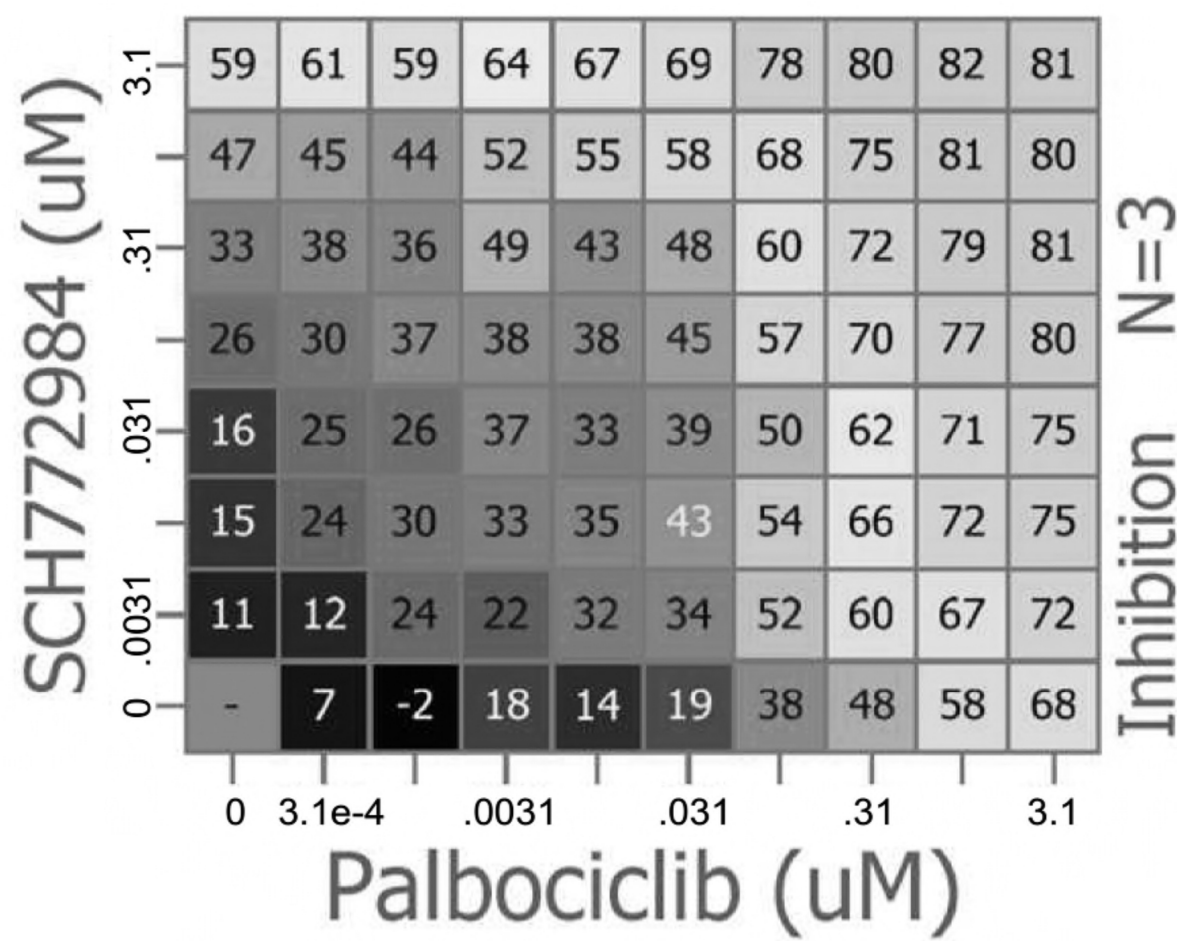 SCH772984 (uM)
3.1 59 61 59 64 67 69 78 80 82 81
47 45 44 52 55 58 68 75 81 80
.31 33 38 36 49 43 48 60 72 79 81
26 30 37 38 38 45 57 70 77 80
.031 16 25 26 37 33 39 50 62 71 75
15 24 30 33 35 43 54 66 72 75
.0031 11 12 24 22 32 34 52 60 67 72
0 - 7 -2 18 14 19 38 48 58 68
0 3.1e-4 .0031 .031 .31 3.1
Palbociclib (uM)
Inhibition N=3